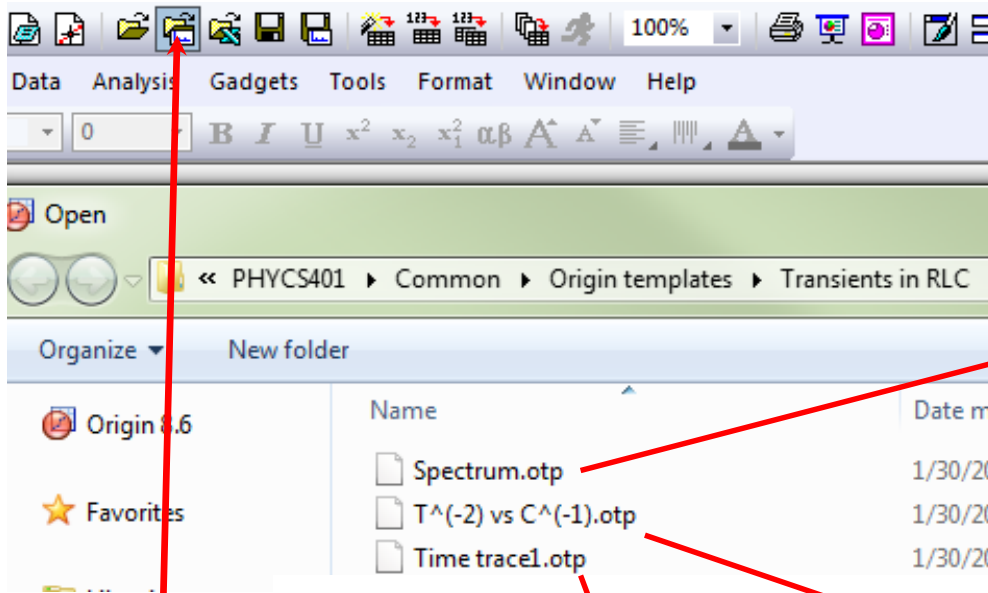 100%
Data Analysis Gadgets Tools Format Window Help
0 B I U x² x₂ x₁² αβ A A A
Open
« PHYCS401 ▸ Common ▸ Origin templates ▸ Transients in RLC
Organize New folder
Name Date m
Origin 8.6
Spectrum.otp 1/30/20
Favorites T^(-2) vs C^(-1).otp 1/30/20
Time trace1.otp 1/30/20